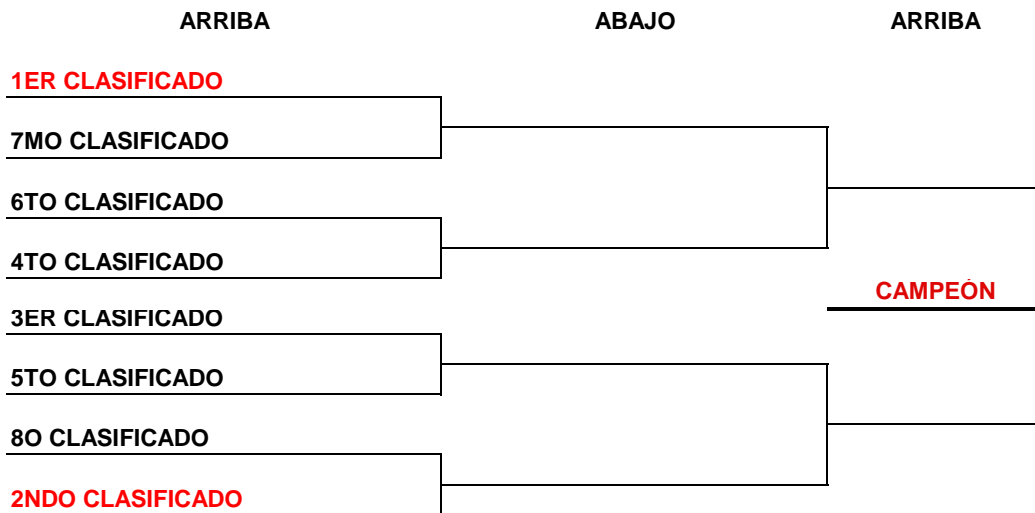 ARRIBA ABAJO ARRIBA
1ER CLASIFICADO
7MO CLASIFICADO
6TO CLASIFICADO
4TO CLASIFICADO
CAMPEÓN
3ER CLASIFICADO
5TO CLASIFICADO
8O CLASIFICADO
2NDO CLASIFICADO